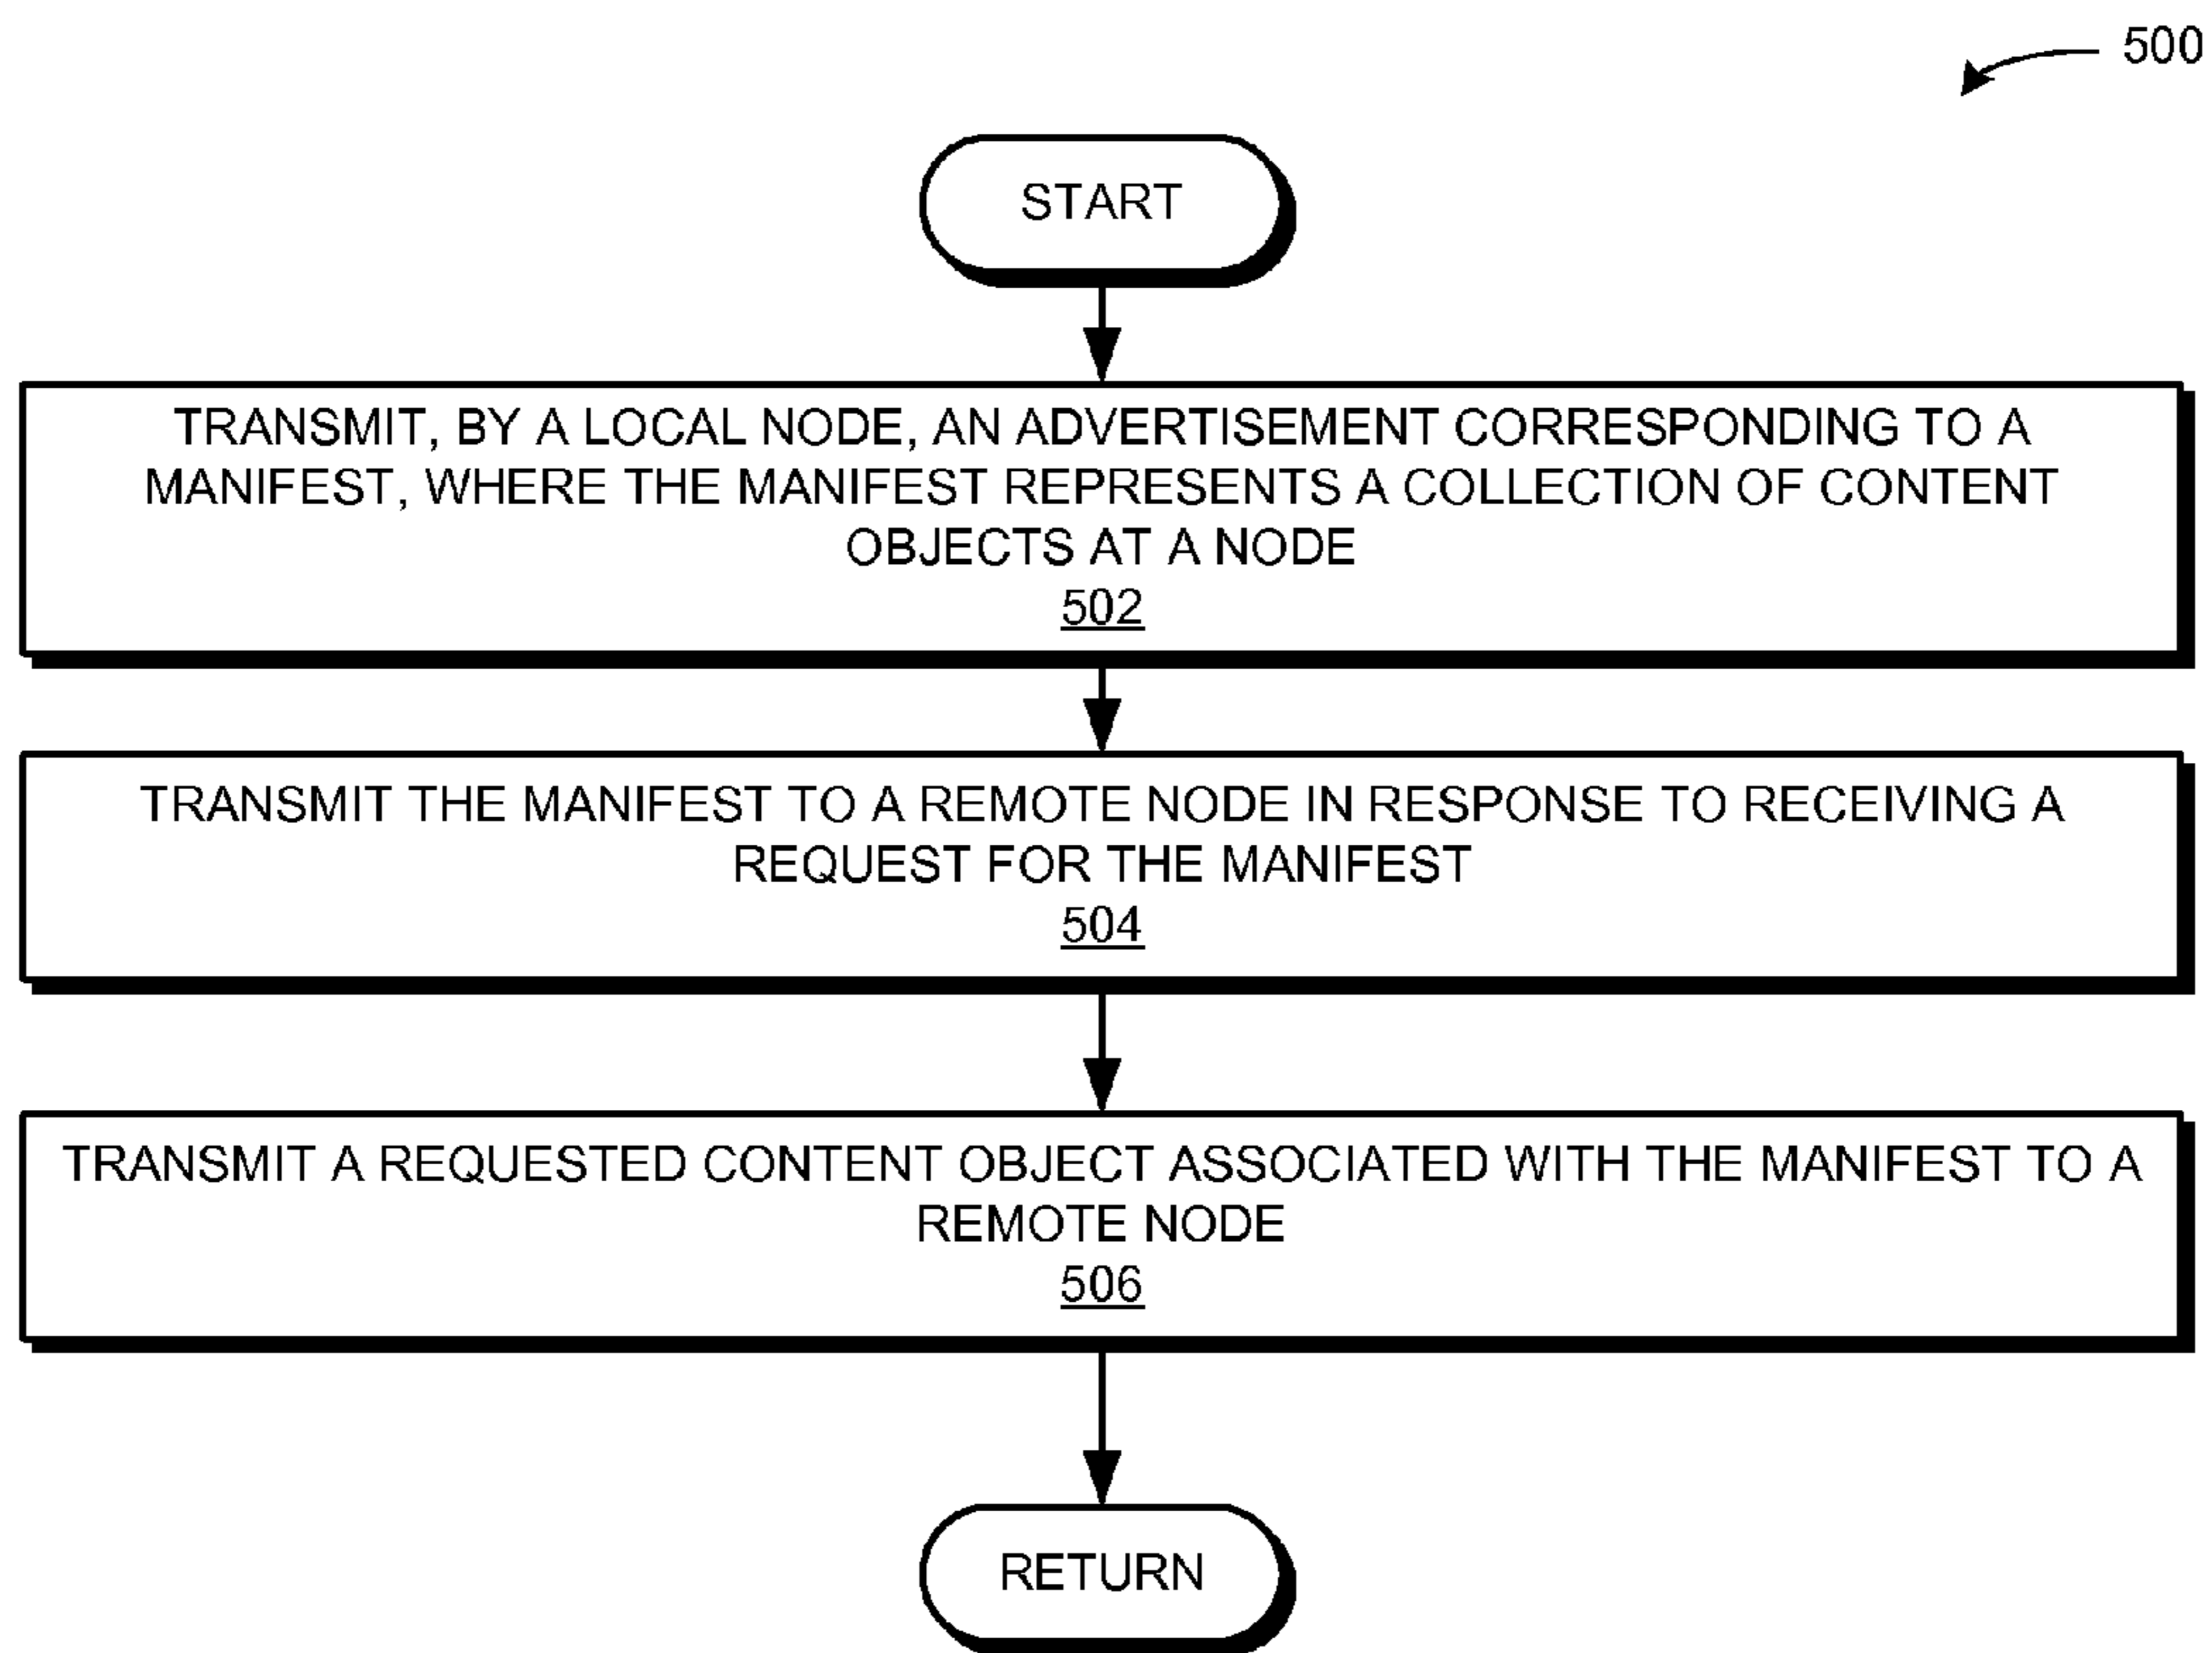 500
START
TRANSMIT, BY A LOCAL NODE, AN ADVERTISEMENT CORRESPONDING TO A
MANIFEST, WHERE THE MANIFEST REPRESENTS A COLLECTION OF CONTENT
OBJECTS AT A NODE
502
TRANSMIT THE MANIFEST TO A REMOTE NODE IN RESPONSE TO RECEIVING A
REQUEST FOR THE MANIFEST
504
TRANSMIT A REQUESTED CONTENT OBJECT ASSOCIATED WITH THE MANIFEST TO A
REMOTE NODE
506
RETURN